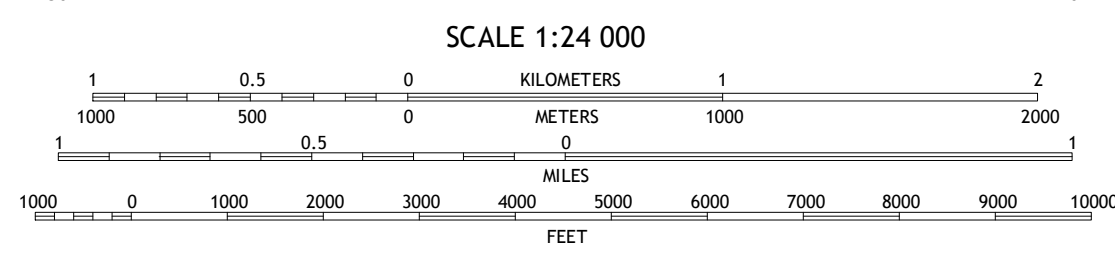 SCALE 1:24 000
1 0.5 0 KILOMETERS 1 2
1000 500 0 METERS 1000 2000
1 0.5 0 1
MILES
1000 0 1000 2000 3000 4000 5000 6000 7000 8000 9000 10000
FEET